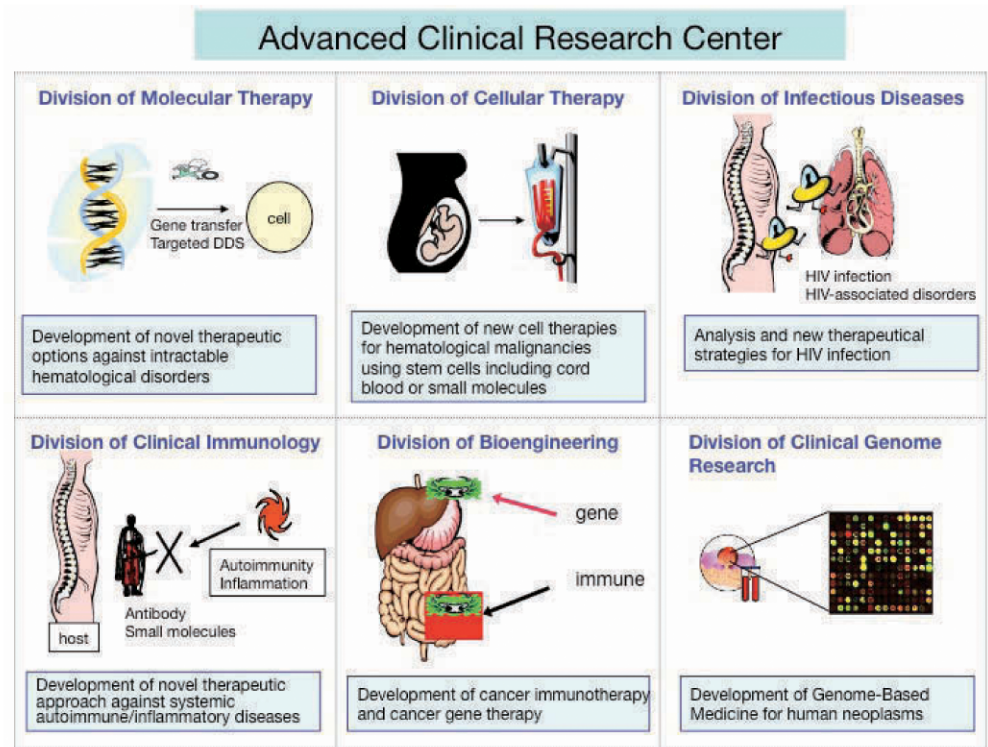 Advanced Clinical Research Center
Division of Molecular Therapy
Gene transfer
Targeted DDS
cell
Development of novel therapeutic
options against intractable
hematological disorders
Division of Cellular Therapy
Development of new cell therapies
for hematological malignancies
using stem cells including cord
blood or small molecules
Division of Infectious Diseases
HIV infection
HIV-associated disorders
Analysis and new therapeutical
strategies for HIV infection
Division of Clinical Immunology
Autoimmunity
Inflammation
Antibody
Small molecules
host
Development of novel therapeutic
approach against systemic
autoimmune/inflammatory diseases
Division of Bioengineering
gene
immune
Development of cancer immunotherapy
and cancer gene therapy
Division of Clinical Genome
Research
Development of Genome-Based
Medicine for human neoplasms